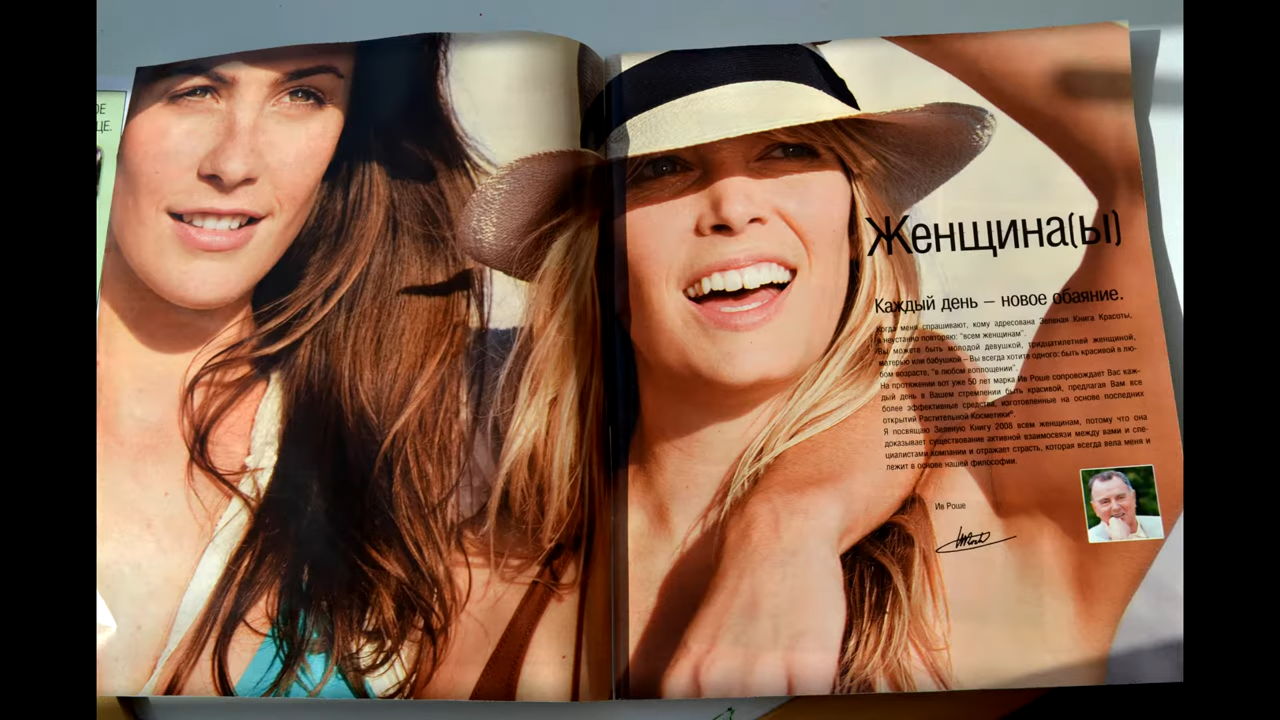 ОЕ
ЦЕ.
Женщина(ы)
Каждый день – новое обаяние.
Когда меня спрашивают, кому адресована Зеленая Книга Красоты,
я неустанно повторяю: "всем женщинам".
Вы можете быть молодой девушкой, тридцатилетней женщиной,
матерью или бабушкой – Вы всегда хотите одного: быть красивой в лю-
бом возрасте, "в любом воплощении".
На протяжении вот уже 50 лет марка Ив Роше сопровождает Вас каж-
дый день в Вашем стремлении быть красивой, предлагая Вам все
более эффективные средства, изготовленные на основе последних
открытий Растительной Косметики®.
Я посвящаю Зеленую Книгу 2008 всем женщинам, потому что она
доказывает существование активной взаимосвязи между вами и спе-
циалистами компании и отражает страсть, которая всегда вела меня и
лежит в основе нашей философии.
Ив Роше